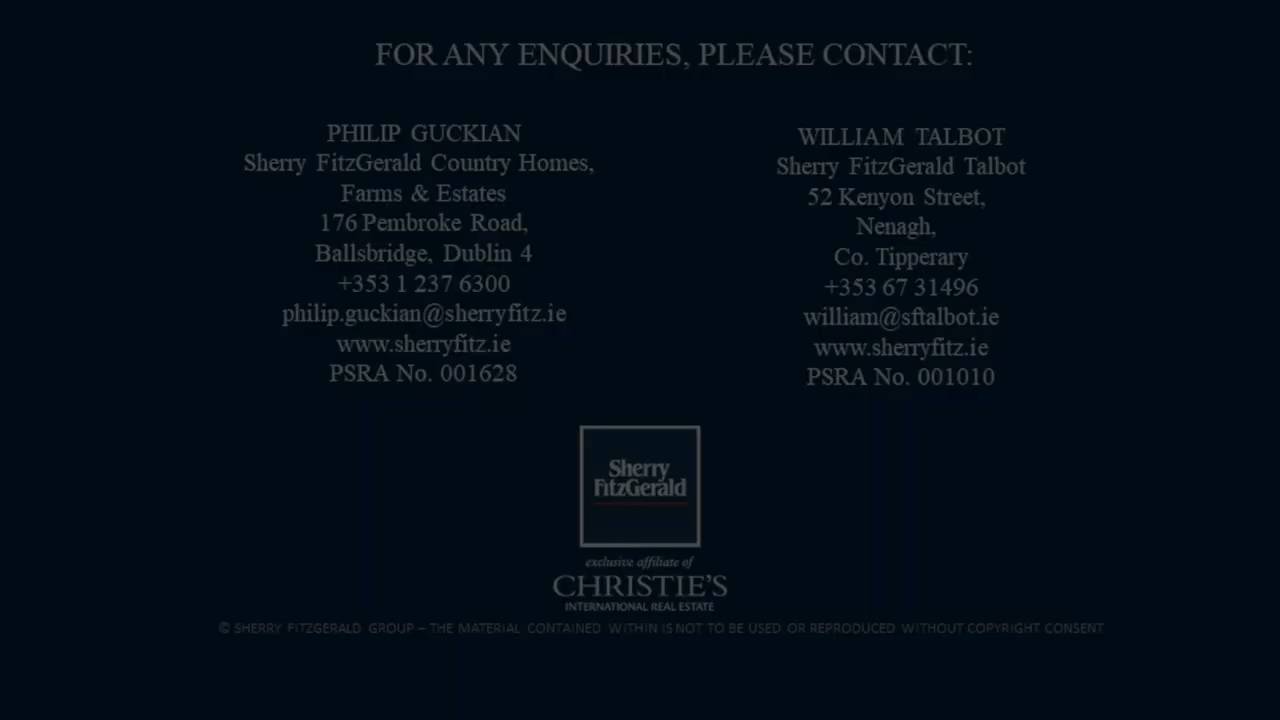 FOR ANY ENQUIRIES, PLEASE CONTACT:
PHILIP GUCKIAN
Sherry FitzGerald Country Homes,
Farms & Estates
176 Pembroke Road,
Ballsbridge, Dublin 4
+353 1 237 6300
philip.guckian@sherryfitz.ie
www.sherryfitz.ie
PSRA No. 001628
WILLIAM TALBOT
Sherry FitzGerald Talbot
52 Kenyon Street,
Nenagh,
Co. Tipperary
+353 67 31496
william@sftalbot.ie
www.sherryfitz.ie
PSRA No. 001010
Sherry
FitzGerald
exclusive affiliate of
CHRISTIE'S
INTERNATIONAL REAL ESTATE
© SHERRY FITZGERALD GROUP – THE MATERIAL CONTAINED WITHIN IS NOT TO BE USED OR REPRODUCED WITHOUT COPYRIGHT CONSENT